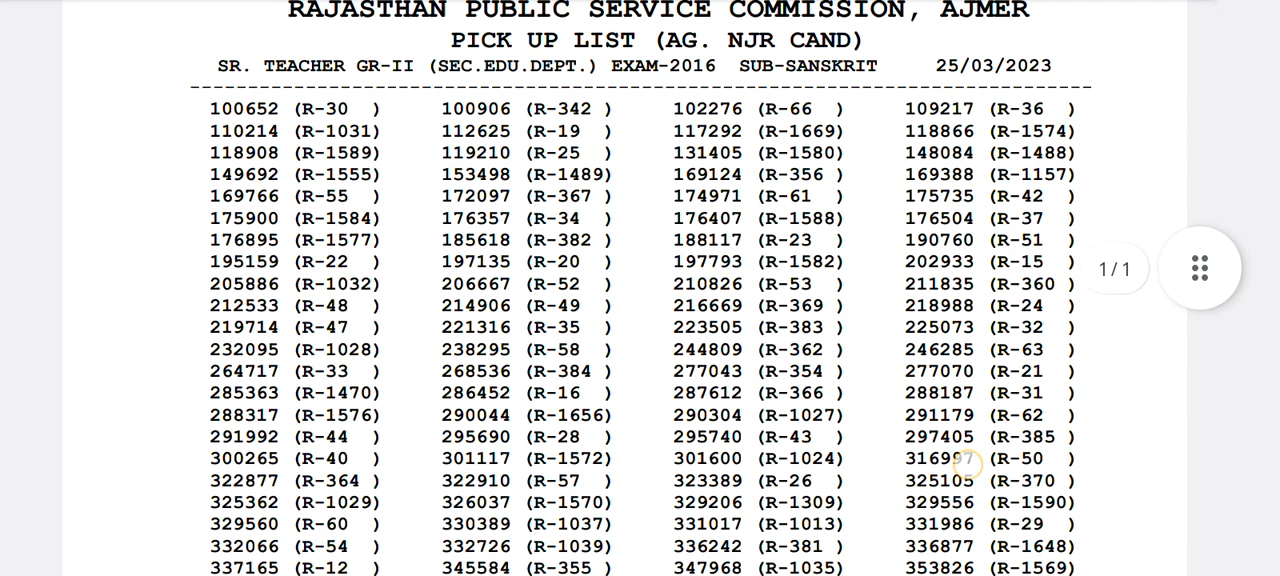 RAJASTHAN PUBLIC SERVICE COMMISSION, AJMER
PICK UP LIST (AG. NJR CAND)
SR. TEACHER GR-II (SEC.EDU.DEPT.) EXAM-2016 SUB-SANSKRIT 25/03/2023
100652 (R-30 ) 100906 (R-342 ) 102276 (R-66 ) 109217 (R-36 )
110214 (R-1031) 112625 (R-19 ) 117292 (R-1669) 118866 (R-1574)
118908 (R-1589) 119210 (R-25 ) 131405 (R-1580) 148084 (R-1488)
149692 (R-1555) 153498 (R-1489) 169124 (R-356 ) 169388 (R-1157)
169766 (R-55 ) 172097 (R-367 ) 174971 (R-61 ) 175735 (R-42 )
175900 (R-1584) 176357 (R-34 ) 176407 (R-1588) 176504 (R-37 )
176895 (R-1577) 185618 (R-382 ) 188117 (R-23 ) 190760 (R-51 )
195159 (R-22 ) 197135 (R-20 ) 197793 (R-1582) 202933 (R-15 )
205886 (R-1032) 206667 (R-52 ) 210826 (R-53 ) 211835 (R-360 )
212533 (R-48 ) 214906 (R-49 ) 216669 (R-369 ) 218988 (R-24 )
219714 (R-47 ) 221316 (R-35 ) 223505 (R-383 ) 225073 (R-32 )
232095 (R-1028) 238295 (R-58 ) 244809 (R-362 ) 246285 (R-63 )
264717 (R-33 ) 268536 (R-384 ) 277043 (R-354 ) 277070 (R-21 )
285363 (R-1470) 286452 (R-16 ) 287612 (R-366 ) 288187 (R-31 )
288317 (R-1576) 290044 (R-1656) 290304 (R-1027) 291179 (R-62 )
291992 (R-44 ) 295690 (R-28 ) 295740 (R-43 ) 297405 (R-385 )
300265 (R-40 ) 301117 (R-1572) 301600 (R-1024) 316997 (R-50 )
322877 (R-364 ) 322910 (R-57 ) 323389 (R-26 ) 325105 (R-370 )
325362 (R-1029) 326037 (R-1570) 329206 (R-1309) 329556 (R-1590)
329560 (R-60 ) 330389 (R-1037) 331017 (R-1013) 331986 (R-29 )
332066 (R-54 ) 332726 (R-1039) 336242 (R-381 ) 336877 (R-1648)
337165 (R-12 ) 345584 (R-355 ) 347968 (R-1035) 353826 (R-1569)
1/1